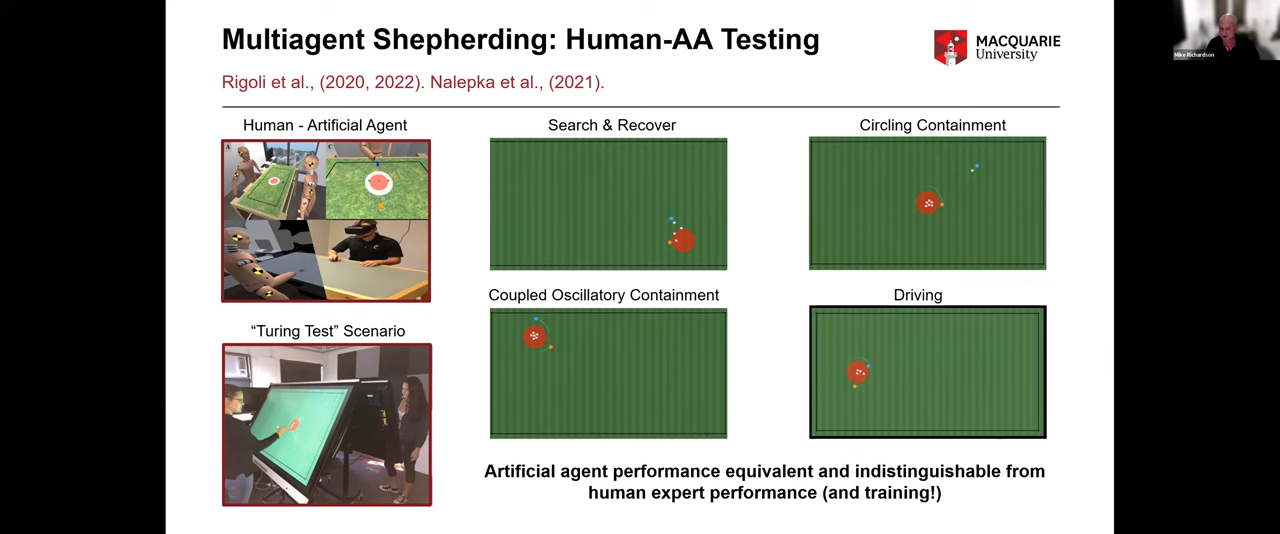 Multiagent Shepherding: Human-AA Testing
MACQUARIE
University
Mike Richardson
Rigoli et al., (2020, 2022). Nalepka et al., (2021).
Human - Artificial Agent
Search & Recover
Circling Containment
A
C
Coupled Oscillatory Containment
Driving
“Turing Test” Scenario
Artificial agent performance equivalent and indistinguishable from
human expert performance (and training!)